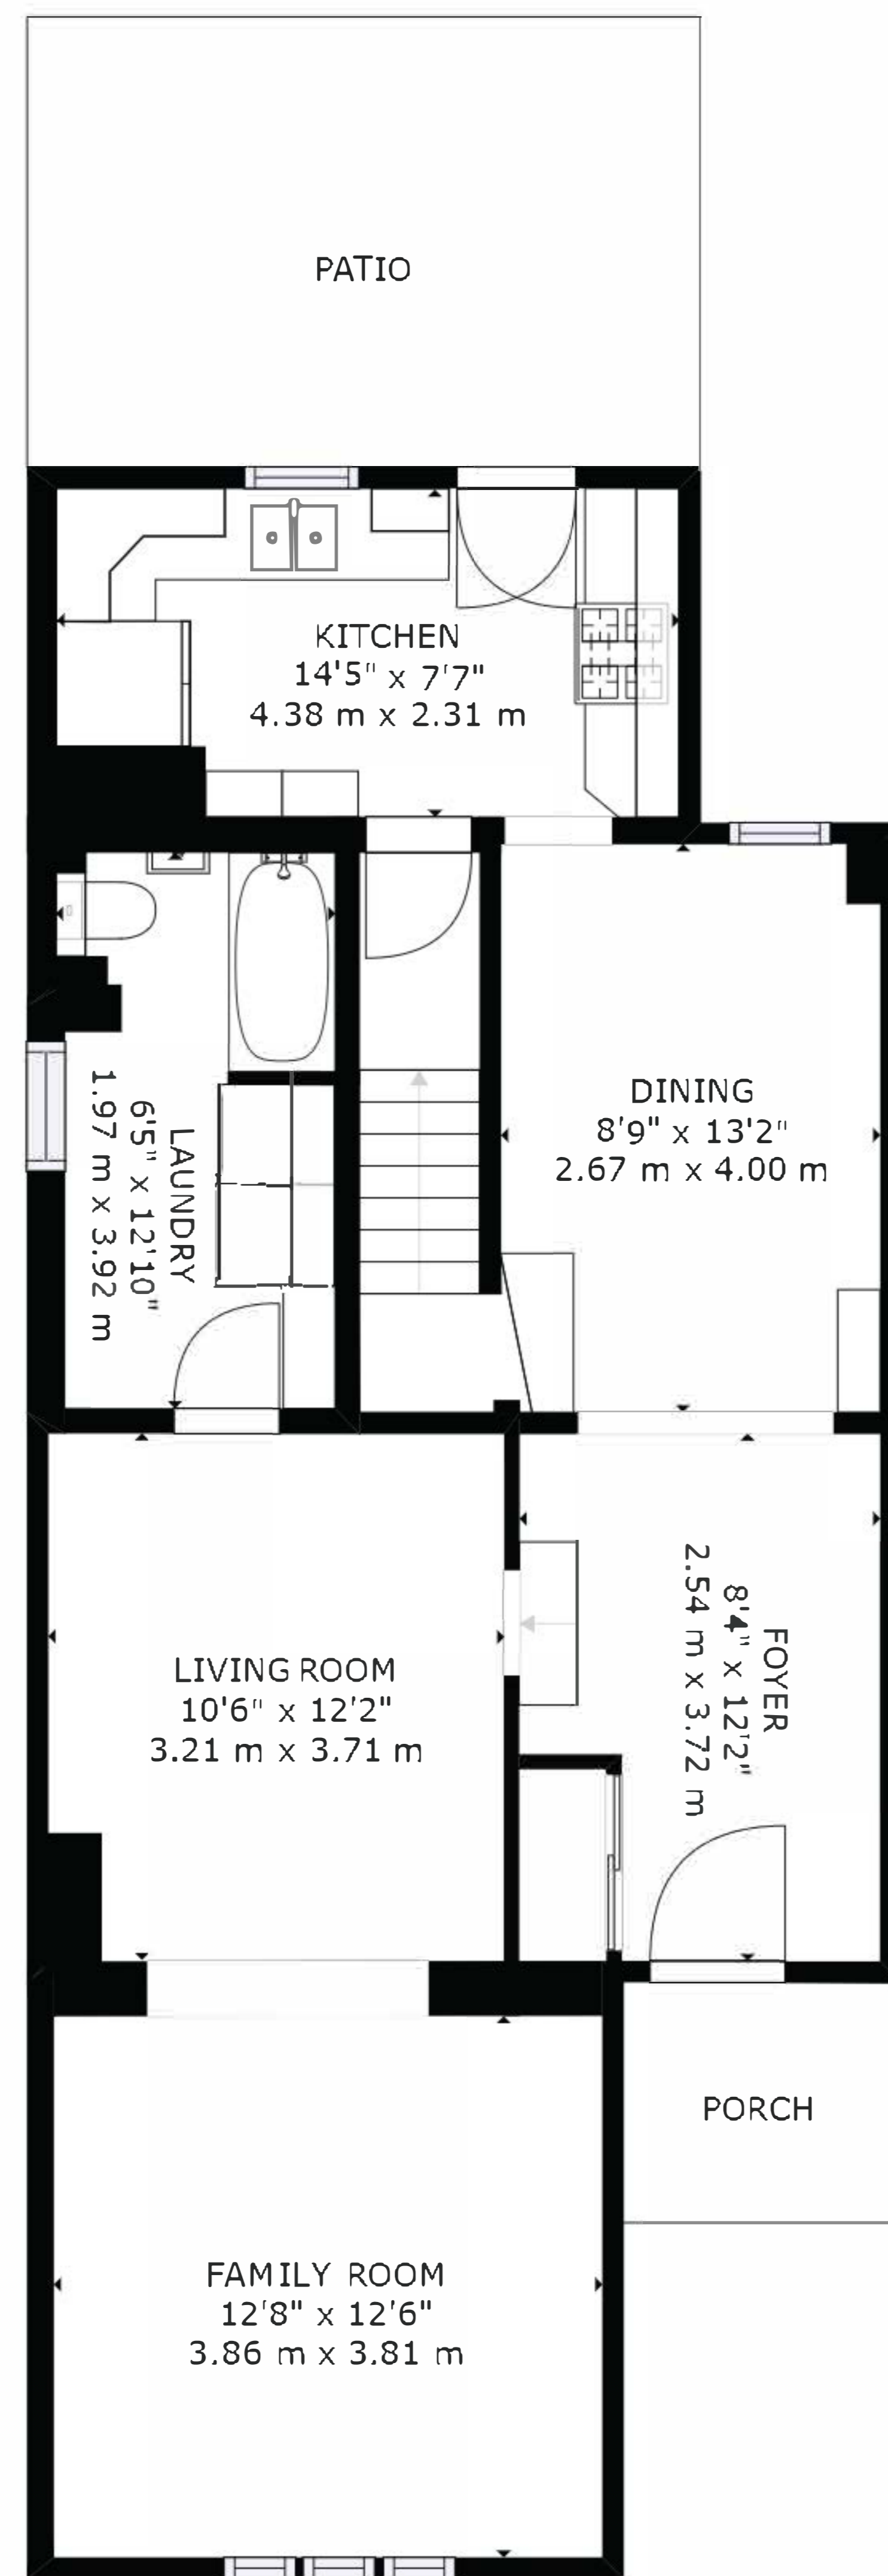 PATIO
KITCHEN
14'5" x 7'7"
4.38 m x 2.31 m
DINING
8'9" x 13'2"
2.67 m x 4.00 m
LAUNDRY
6'5" x 12'10"
1.97 m x 3.92 m
LIVING ROOM
10'6" x 12'2"
3.21 m x 3.71 m
FOYER
8'4" x 12'2"
2.54 m x 3.72 m
PORCH
FAMILY ROOM
12'8" x 12'6"
3.86 m x 3.81 m